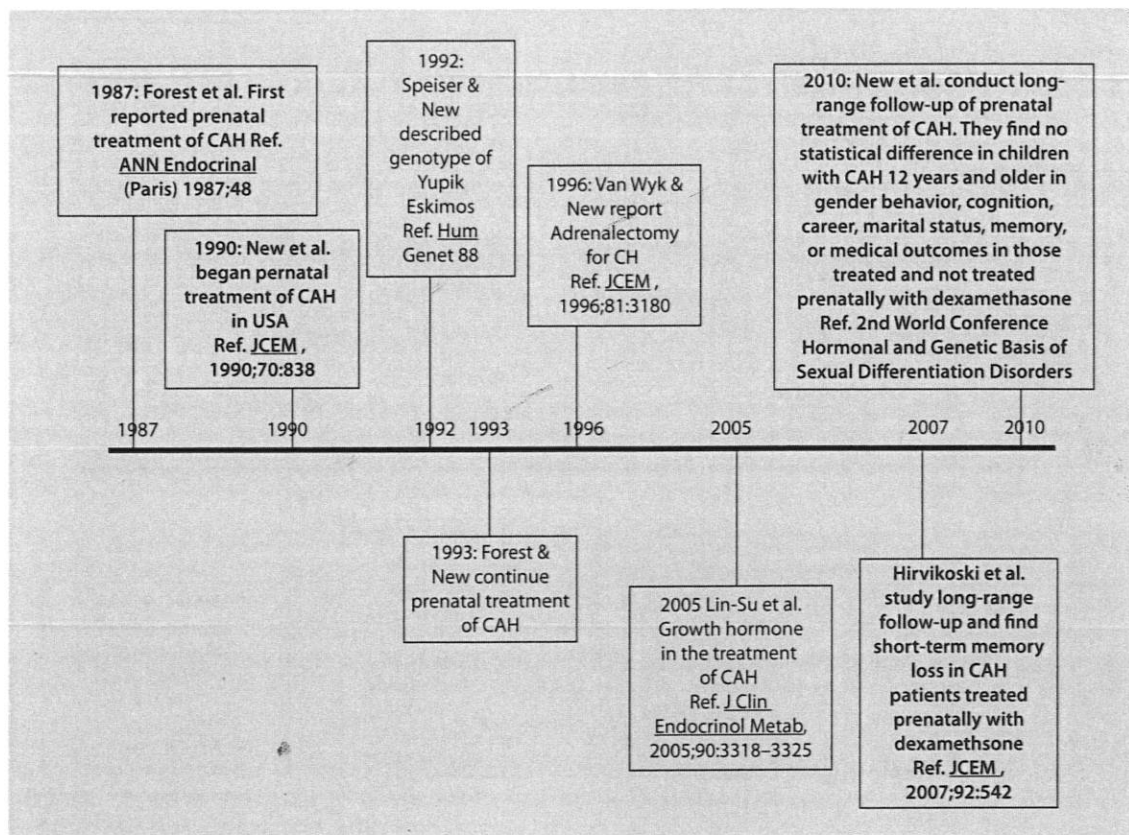 1987: Forest et al. First
reported prenatal
treatment of CAH Ref.
ANN Endocrinal
(Paris) 1987;48
1990: New et al.
began pernatal
treatment of CAH
in USA
Ref. JCEM ,
1990;70:838
1992:
Speiser &
New
described
genotype of
Yupik
Eskimos
Ref. Hum
Genet 88
1996: Van Wyk &
New report
Adrenalectomy
for CH
Ref. JCEM ,
1996;81:3180
2010: New et al. conduct long-
range follow-up of prenatal
treatment of CAH. They find no
statistical difference in children
with CAH 12 years and older in
gender behavior, cognition,
career, marital status, memory,
or medical outcomes in those
treated and not treated
prenatally with dexamethasone
Ref. 2nd World Conference
Hormonal and Genetic Basis of
Sexual Differentiation Disorders
1987 1990 1992 1993 1996 2005 2007 2010
1993: Forest &
New continue
prenatal treatment
of CAH
2005 Lin-Su et al.
Growth hormone
in the treatment
of CAH
Ref. J Clin
Endocrinol Metab,
2005;90:3318–3325
Hirvikoski et al.
study long-range
follow-up and find
short-term memory
loss in CAH
patients treated
prenatally with
dexamethsone
Ref. JCEM ,
2007;92:542